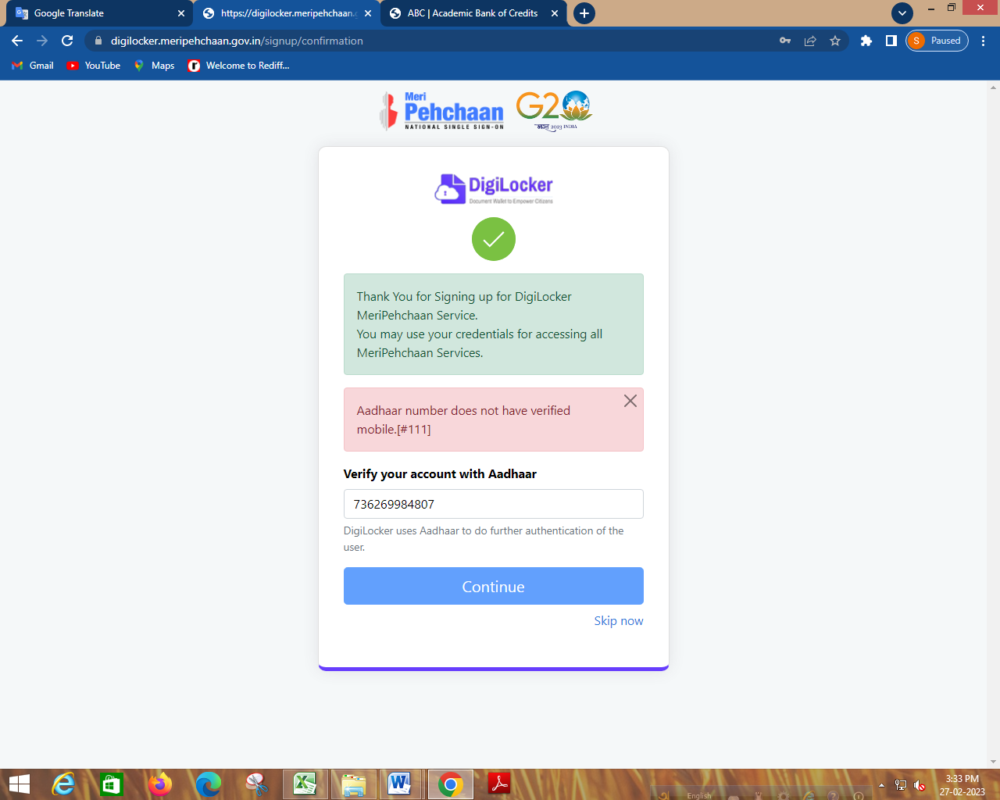 Google Translate
https://digilocker.meripehchaan.g
ABC | Academic Bank of Credits
digilocker.meripehchaan.gov.in/signup/confirmation
S
Paused
Gmail
YouTube
Maps
Welcome to Rediff...
Meri
Pehchaan
NATIONAL SINGLE SIGN-ON
G20
भारत 2023 INDIA
DigiLocker
Document Wallet to Empower Citizens
Thank You for Signing up for DigiLocker
MeriPehchaan Service.
You may use your credentials for accessing all
MeriPehchaan Services.
Aadhaar number does not have verified
mobile.[#111]
Verify your account with Aadhaar
736269984807
DigiLocker uses Aadhaar to do further authentication of the
user.
Continue
Skip now
English
3:33 PM
27-02-2023